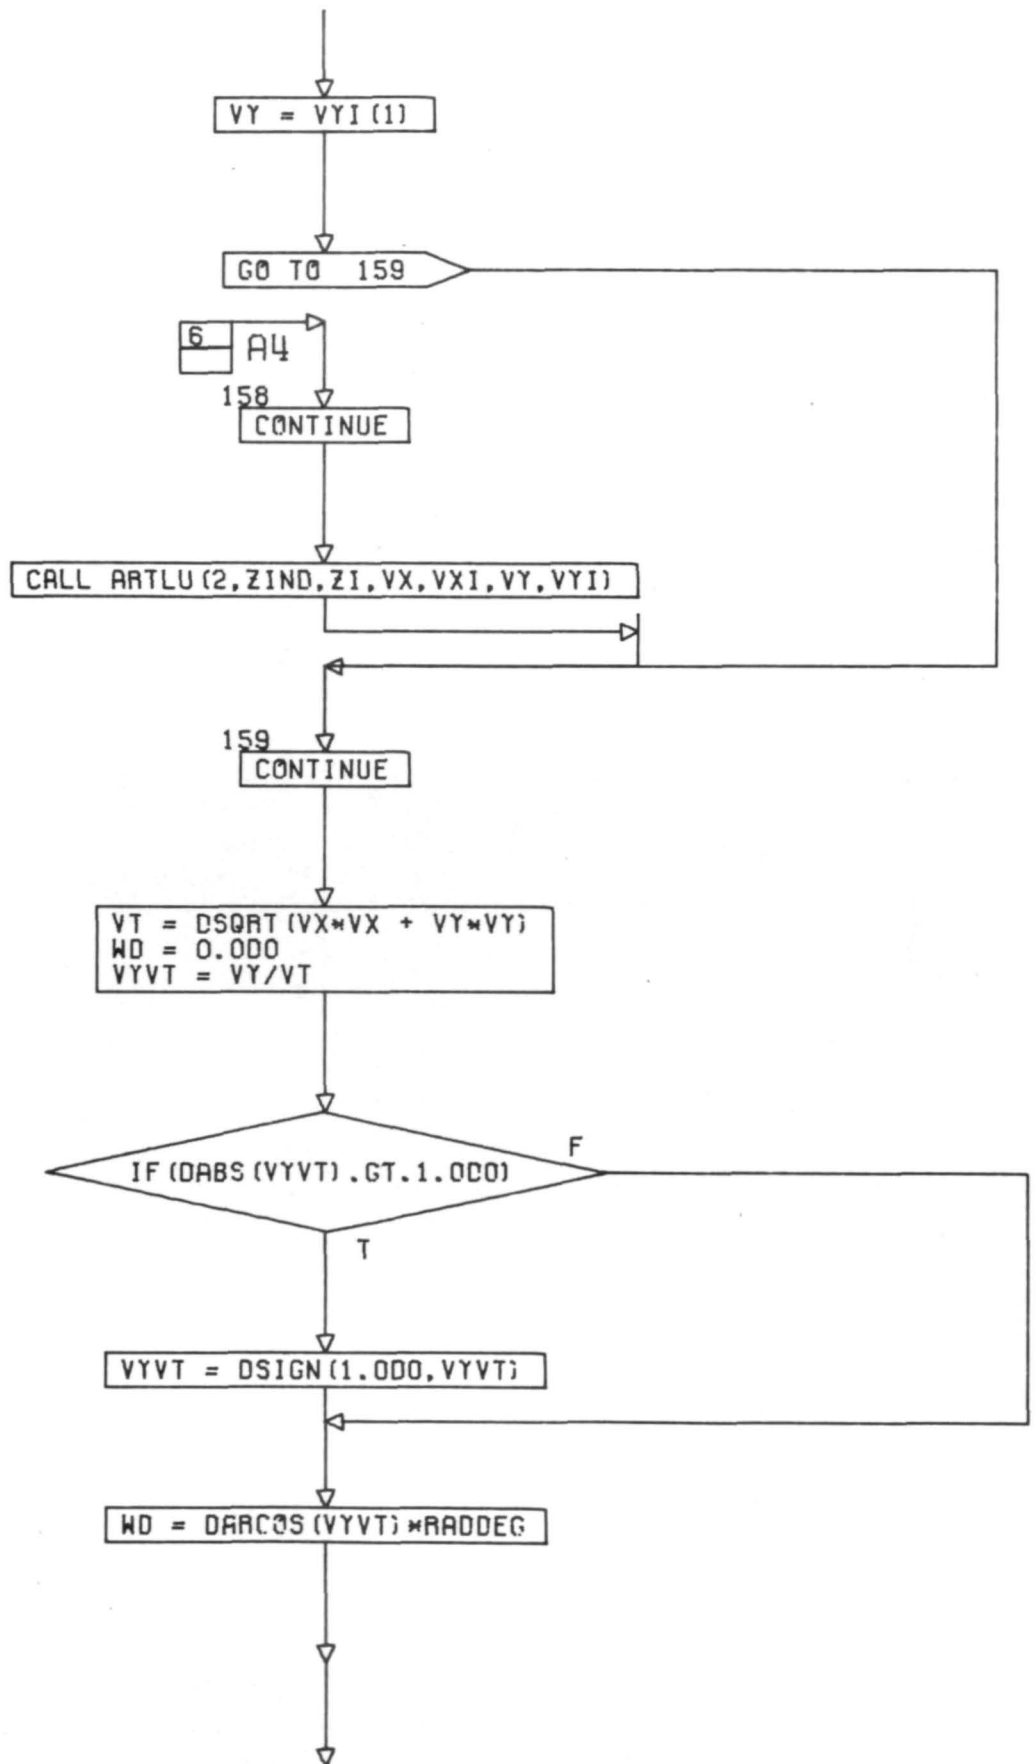 VY = VYI(1)
GO TO 159
6
A4
158
CONTINUE
CALL ARTLU(2,ZIND,ZI,VX,VXI,VY,VYI)
159
CONTINUE
VT = DSQRT(VX*VX + VY*VY)
WD = 0.0D0
VYVT = VY/VT
F
IF(DABS(VYVT).GT.1.0D0)
T
VYVT = DSIGN(1.0D0,VYVT)
WD = DARCOS(VYVT)*RADDEG